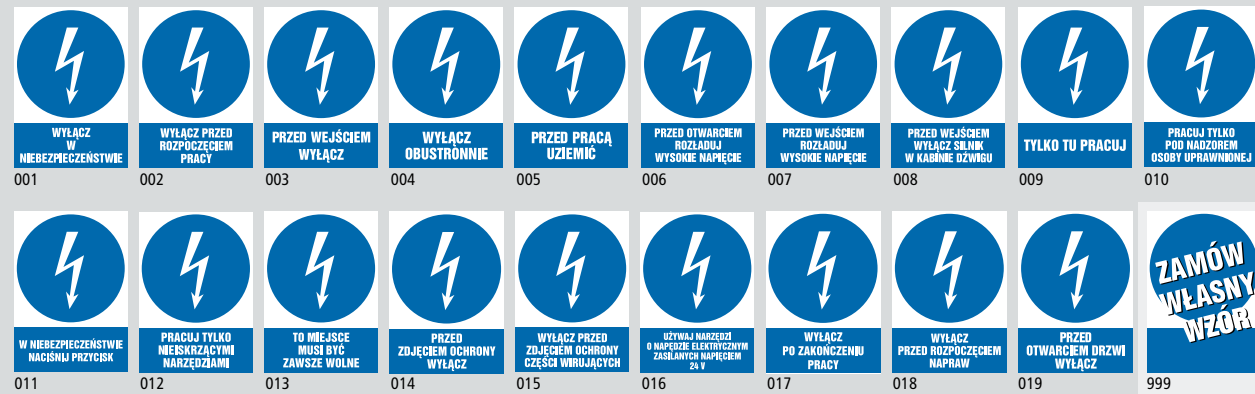 WYŁĄCZ
W
NIEBEZPIECZEŃSTWIE
001
WYŁĄCZ PRZED
ROZPOCZĘCIEM
PRACY
002
PRZED WEJŚCIEM
WYŁĄCZ
003
WYŁĄCZ
OBUSTRONNIE
004
PRZED PRACĄ
UZIEMIĆ
005
PRZED OTWARCIEM
ROZŁADUJ
WYSOKIE NAPIĘCIE
006
PRZED WEJŚCIEM
ROZŁADUJ
WYSOKIE NAPIĘCIE
007
PRZED WEJŚCIEM
WYŁĄCZ SILNIK
W KABINIE DŹWIGU
008
TYLKO TU PRACUJ
009
PRACUJ TYLKO
POD NADZOREM
OSOBY UPRAWNIONEJ
010
W NIEBEZPIECZEŃSTWIE
NACIŚNIJ PRZYCISK
011
PRACUJ TYLKO
NIEISKRZĄCYMI
NARZĘDZIAMI
012
TO MIEJSCE
MUSI BYĆ
ZAWSZE WOLNE
013
PRZED
ZDJĘCIEM OCHRONY
WYŁĄCZ
014
WYŁĄCZ PRZED
ZDJĘCIEM OCHRONY
CZĘŚCI WIRUJĄCYCH
015
UŻYWAJ NARZĘDZI
O NAPĘDZIE ELEKTRYCZNYM
ZASILANYCH NAPIĘCIEM
24 V
016
WYŁĄCZ
PO ZAKOŃCZENIU
PRACY
017
WYŁĄCZ
PRZED ROZPOCZĘCIEM
NAPRAW
018
PRZED
OTWARCIEM DRZWI
WYŁĄCZ
019
ZAMÓW
WŁASNY
WZÓR
999